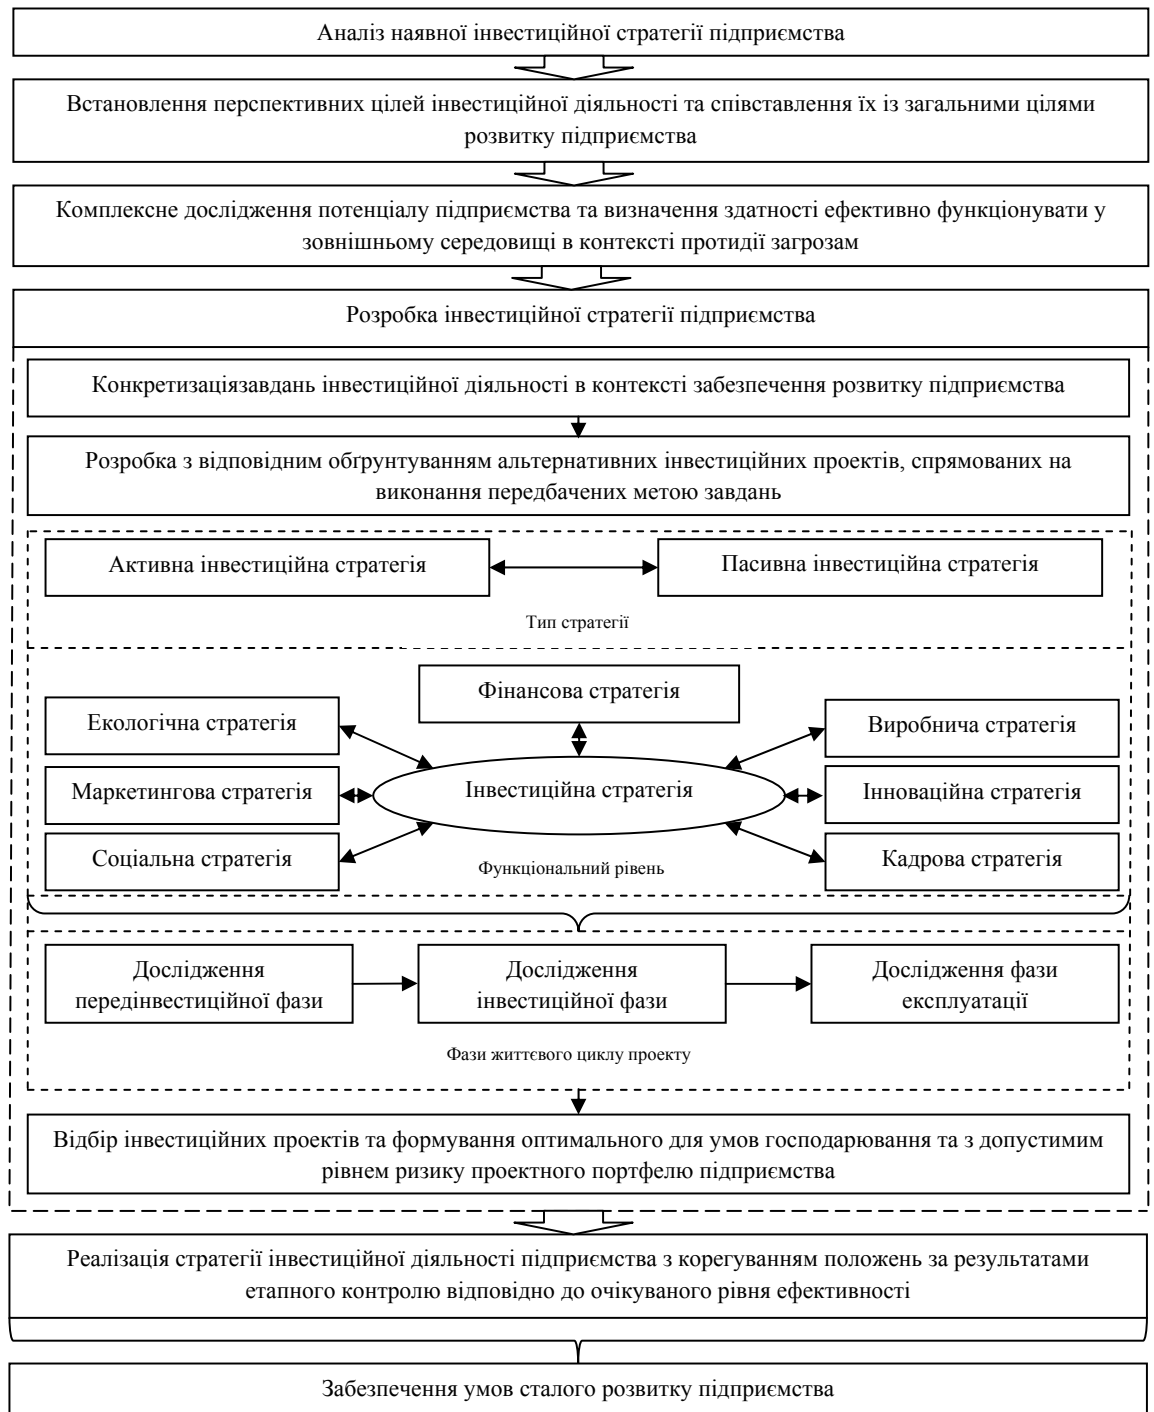 Аналіз наявної інвестиційної стратегії підприємства
Встановлення перспективних цілей інвестиційної діяльності та співставлення їх із загальними цілями
розвитку підприємства
Комплексне дослідження потенціалу підприємства та визначення здатності ефективно функціонувати у
зовнішньому середовищі в контексті протидії загрозам
Розробка інвестиційної стратегії підприємства
Конкретизаціязавдань інвестиційної діяльності в контексті забезпечення розвитку підприємства
Розробка з відповідним обґрунтуванням альтернативних інвестиційних проектів, спрямованих на
виконання передбачених метою завдань
Активна інвестиційна стратегія
Пасивна інвестиційна стратегія
Тип стратегії
Фінансова стратегія
Екологічна стратегія
Виробнича стратегія
Маркетингова стратегія
Інвестиційна стратегія
Інноваційна стратегія
Соціальна стратегія
Кадрова стратегія
Функціональний рівень
Дослідження
передінвестиційної фази
Дослідження
інвестиційної фази
Дослідження фази
експлуатації
Фази життєвого циклу проекту
Відбір інвестиційних проектів та формування оптимального для умов господарювання та з допустимим
рівнем ризику проектного портфелю підприємства
Реалізація стратегії інвестиційної діяльності підприємства з корегуванням положень за результатами
етапного контролю відповідно до очікуваного рівня ефективності
Забезпечення умов сталого розвитку підприємства